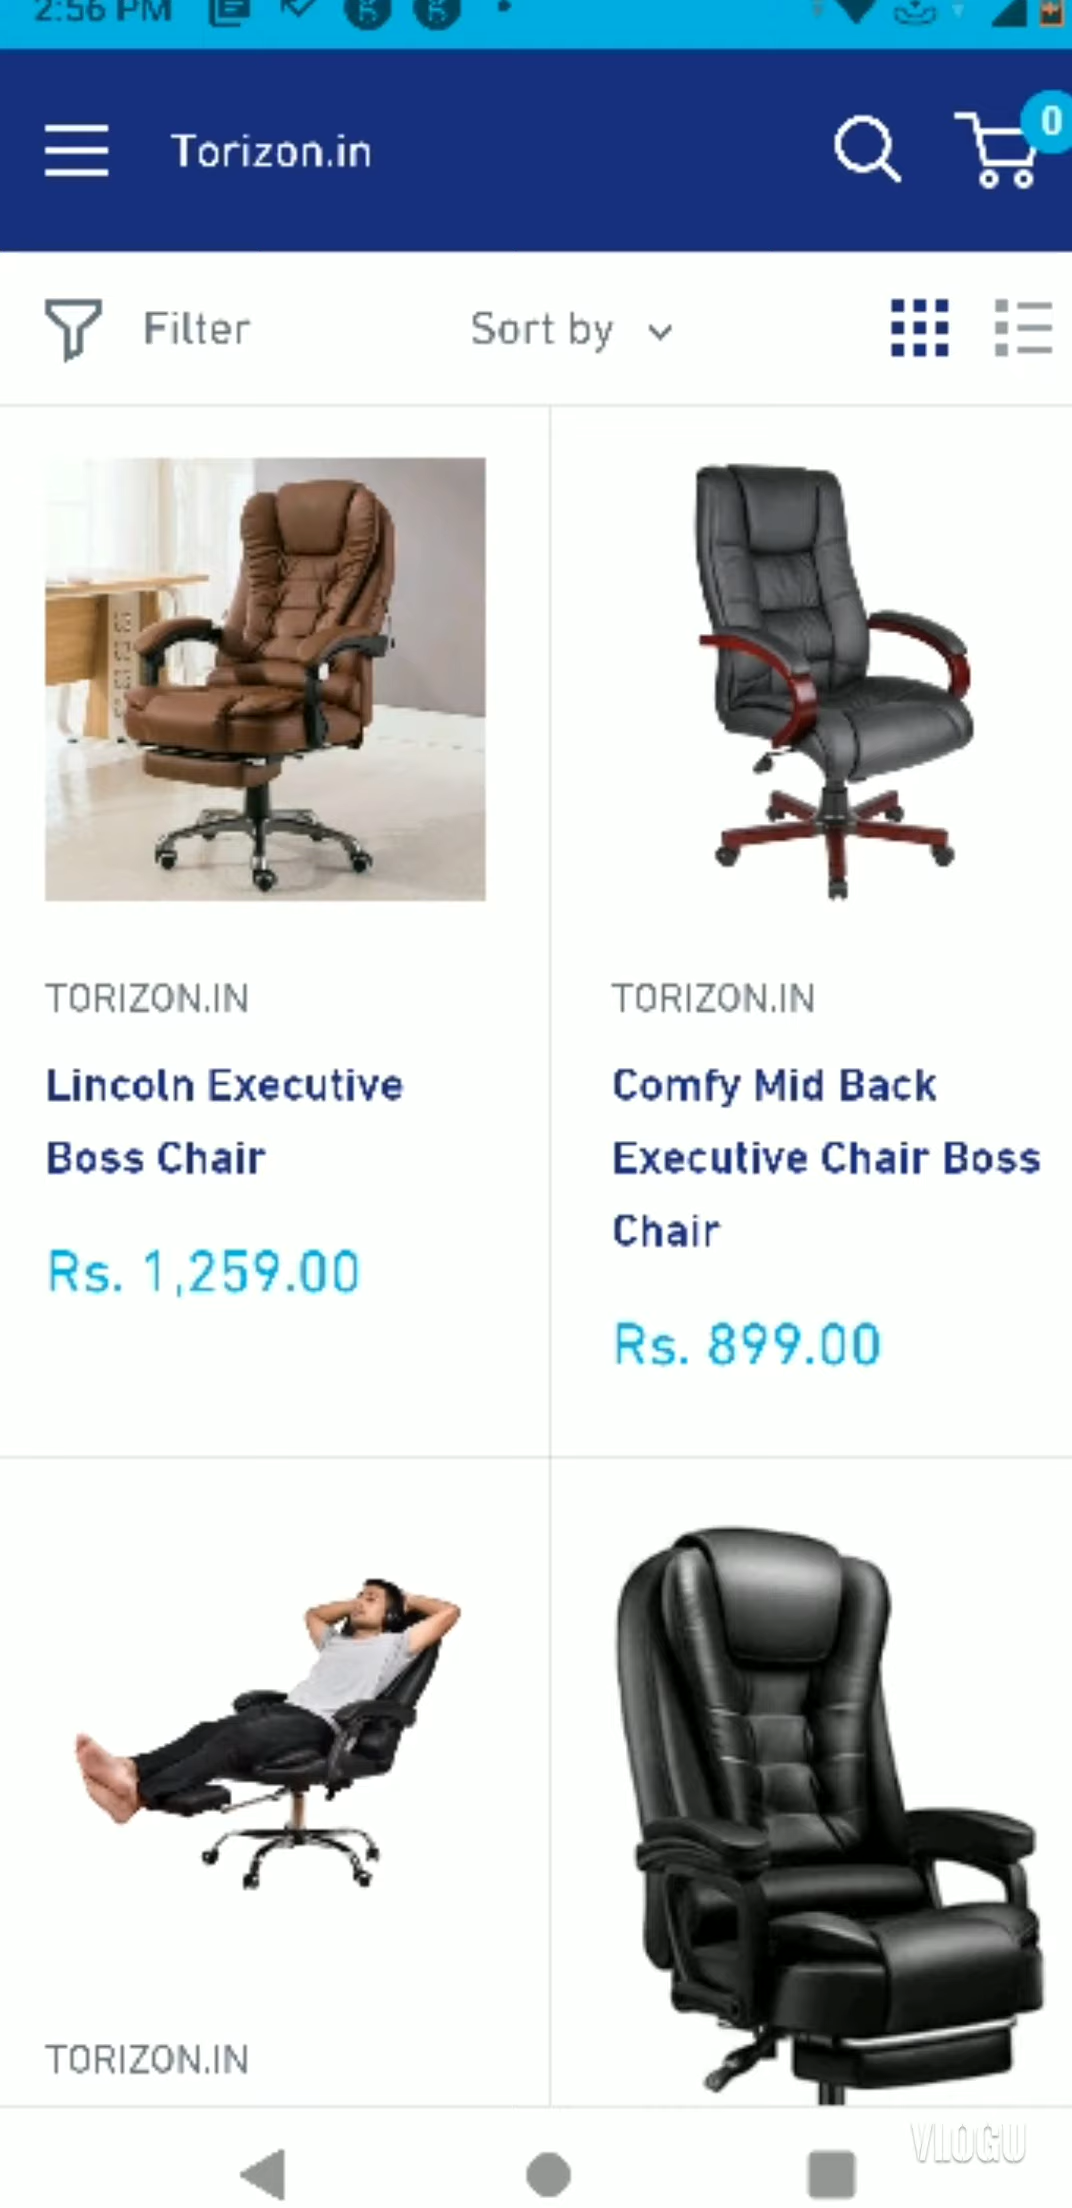 2:56 PM
Torizon.in
0
Filter
Sort by
TORIZON.IN
Lincoln Executive
Boss Chair
Rs. 1,259.00
TORIZON.IN
Comfy Mid Back
Executive Chair Boss
Chair
Rs. 899.00
TORIZON.IN
VLOGU